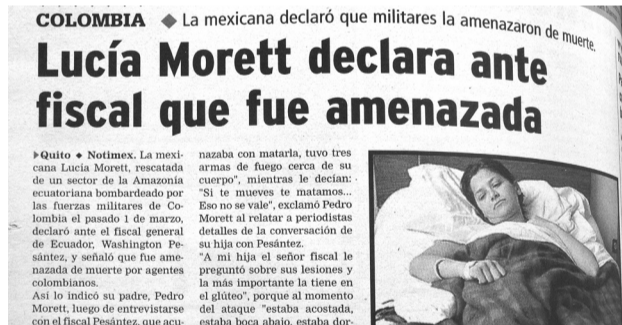 COLOMBIA ◆ La mexicana declaró que militares la amenazaron de muerte.
Lucía Morett declara ante
fiscal que fue amenazada
▶Quito ◆ Notimex. La mexi-
cana Lucía Morett, rescatada
de un sector de la Amazonia
ecuatoriana bombardeado por
las fuerzas militares de Co-
lombia el pasado 1 de marzo,
declaró ante el fiscal general
de Ecuador, Washington Pe-
sántez, y señaló que fue ame-
nazada de muerte por agentes
colombianos.
Así lo indicó su padre, Pedro
Morett, luego de entrevistarse
con el fiscal Pesántez, que acu-
nazaba con matarla, tuvo tres
armas de fuego cerca de su
cuerpo", mientras le decían:
"Si te mueves te matamos...
Eso no se vale", exclamó Pedro
Morett al relatar a periodistas
detalles de la conversación de
su hija con Pesántez.
"A mi hija el señor fiscal le
preguntó sobre sus lesiones y
la más importante la tiene en
el glúteo", porque al momento
del ataque "estaba acostada,
estaba boca abajo, estaba dor-